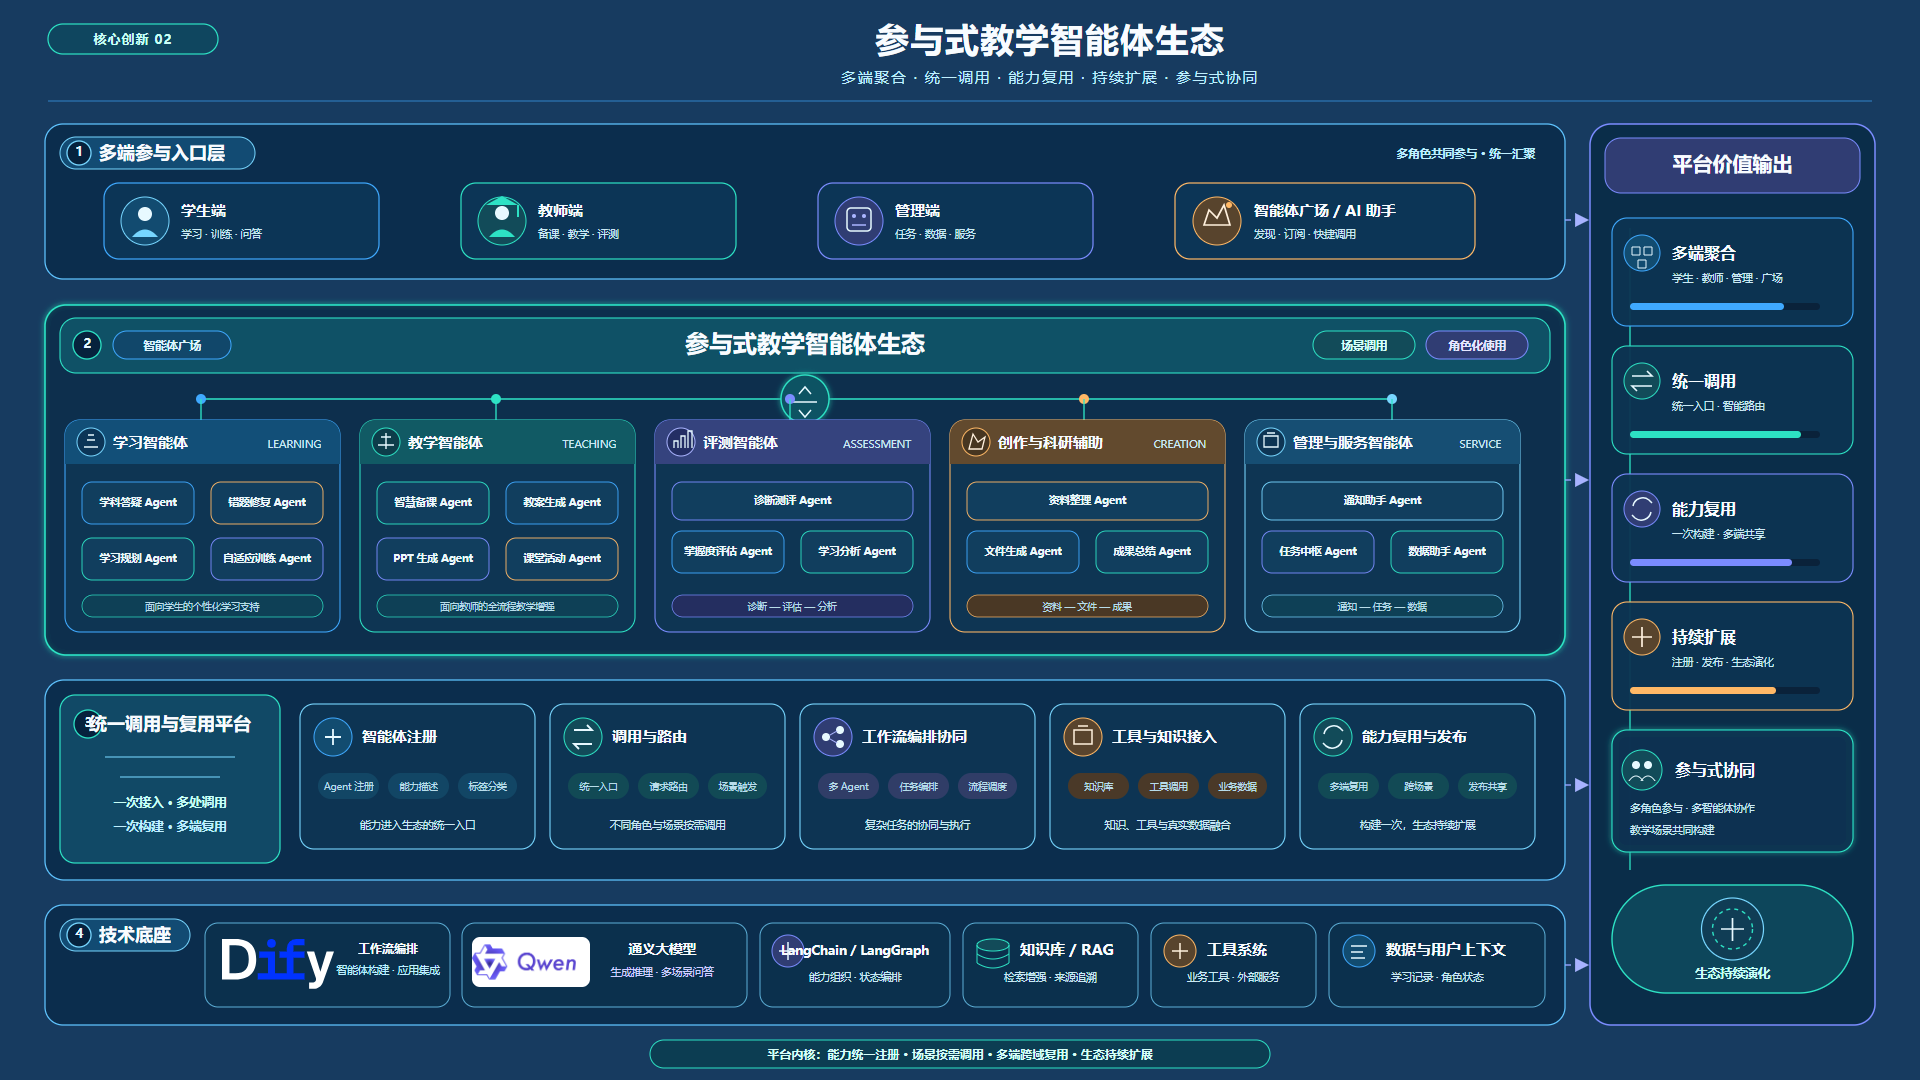 核心创新 02
参与式教学智能体生态
多端聚合 · 统一调用 · 能力复用 · 持续扩展 · 参与式协同
1 多端参与入口层
多角色共同参与 • 统一汇聚
学生端
学习 · 训练 · 问答
教师端
备课 · 教学 · 评测
管理端
任务 · 数据 · 服务
智能体广场 / AI 助手
发现 · 订阅 · 快捷调用
2
智能体广场
参与式教学智能体生态
场景调用
角色化使用
学习智能体
LEARNING
学科答疑 Agent
错题修复 Agent
学习规划 Agent
自适应训练 Agent
面向学生的个性化学习支持
教学智能体
TEACHING
智慧备课 Agent
教案生成 Agent
PPT 生成 Agent
课堂活动 Agent
面向教师的全流程教学增强
评测智能体
ASSESSMENT
诊断测评 Agent
学握度评估 Agent
学习分析 Agent
诊断 — 评估 — 分析
创作与科研辅助
CREATION
资料整理 Agent
文件生成 Agent
成果总结 Agent
资料 — 文件 — 成果
管理与服务智能体
SERVICE
通知助手 Agent
任务中枢 Agent
数据助手 Agent
通知 — 任务 — 数据
3 统一调用与复用平台
一次接入 • 多处调用
一次构建 • 多端复用
智能体注册
Agent 注册
能力描述
标签分类
能力进入生态的统一入口
调用与路由
统一入口
请求路由
场景触发
不同角色与场景按需调用
工作流编排协同
多 Agent
任务编排
流程调度
复杂任务的协同与执行
工具与知识接入
知识库
工具调用
业务数据
知识、工具与真实数据融合
能力复用与发布
多端复用
跨场景
发布共享
构建一次，生态持续扩展
4 技术底座
Dify
工作流编排
智能体构建 · 应用集成
Qwen
通义大模型
生成推理 · 多场景问答
LangChain / LangGraph
能力组织 · 状态编排
知识库 / RAG
检索增强 · 来源追溯
工具系统
业务工具 · 外部服务
数据与用户上下文
学习记录 · 角色状态
平台价值输出
多端聚合
学生 · 教师 · 管理 · 广场
统一调用
统一入口 · 智能路由
能力复用
一次构建 · 多端共享
持续扩展
注册 · 发布 · 生态演化
参与式协同
多角色参与 · 多智能体协作
教学场景共同构建
生态持续演化
平台内核：能力统一注册 • 场景按需调用 • 多端跨域复用 • 生态持续扩展